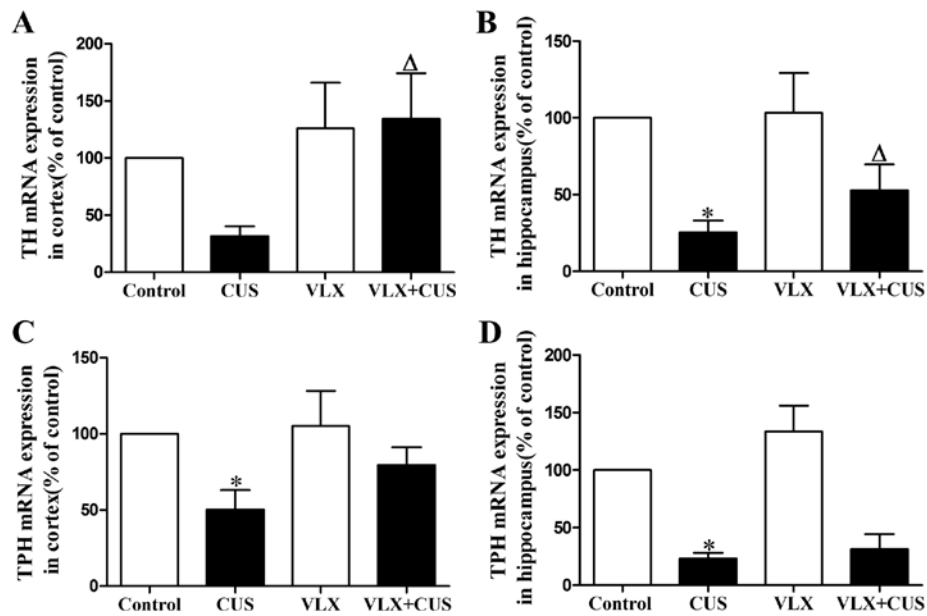 A
TH mRNA expression
in cortex(% of control)
200
150
100
50
0
Δ
Control CUS VLX VLX+CUS
B
TH mRNA expression
in hippocampus(% of control)
150
100
50
0
*
Δ
Control CUS VLX VLX+CUS
C
TPH mRNA expression
in cortex(% of control)
150
100
50
0
*
Control CUS VLX VLX+CUS
D
TPH mRNA expression
in hippocampus(% of control)
200
150
100
50
0
*
Control CUS VLX VLX+CUS